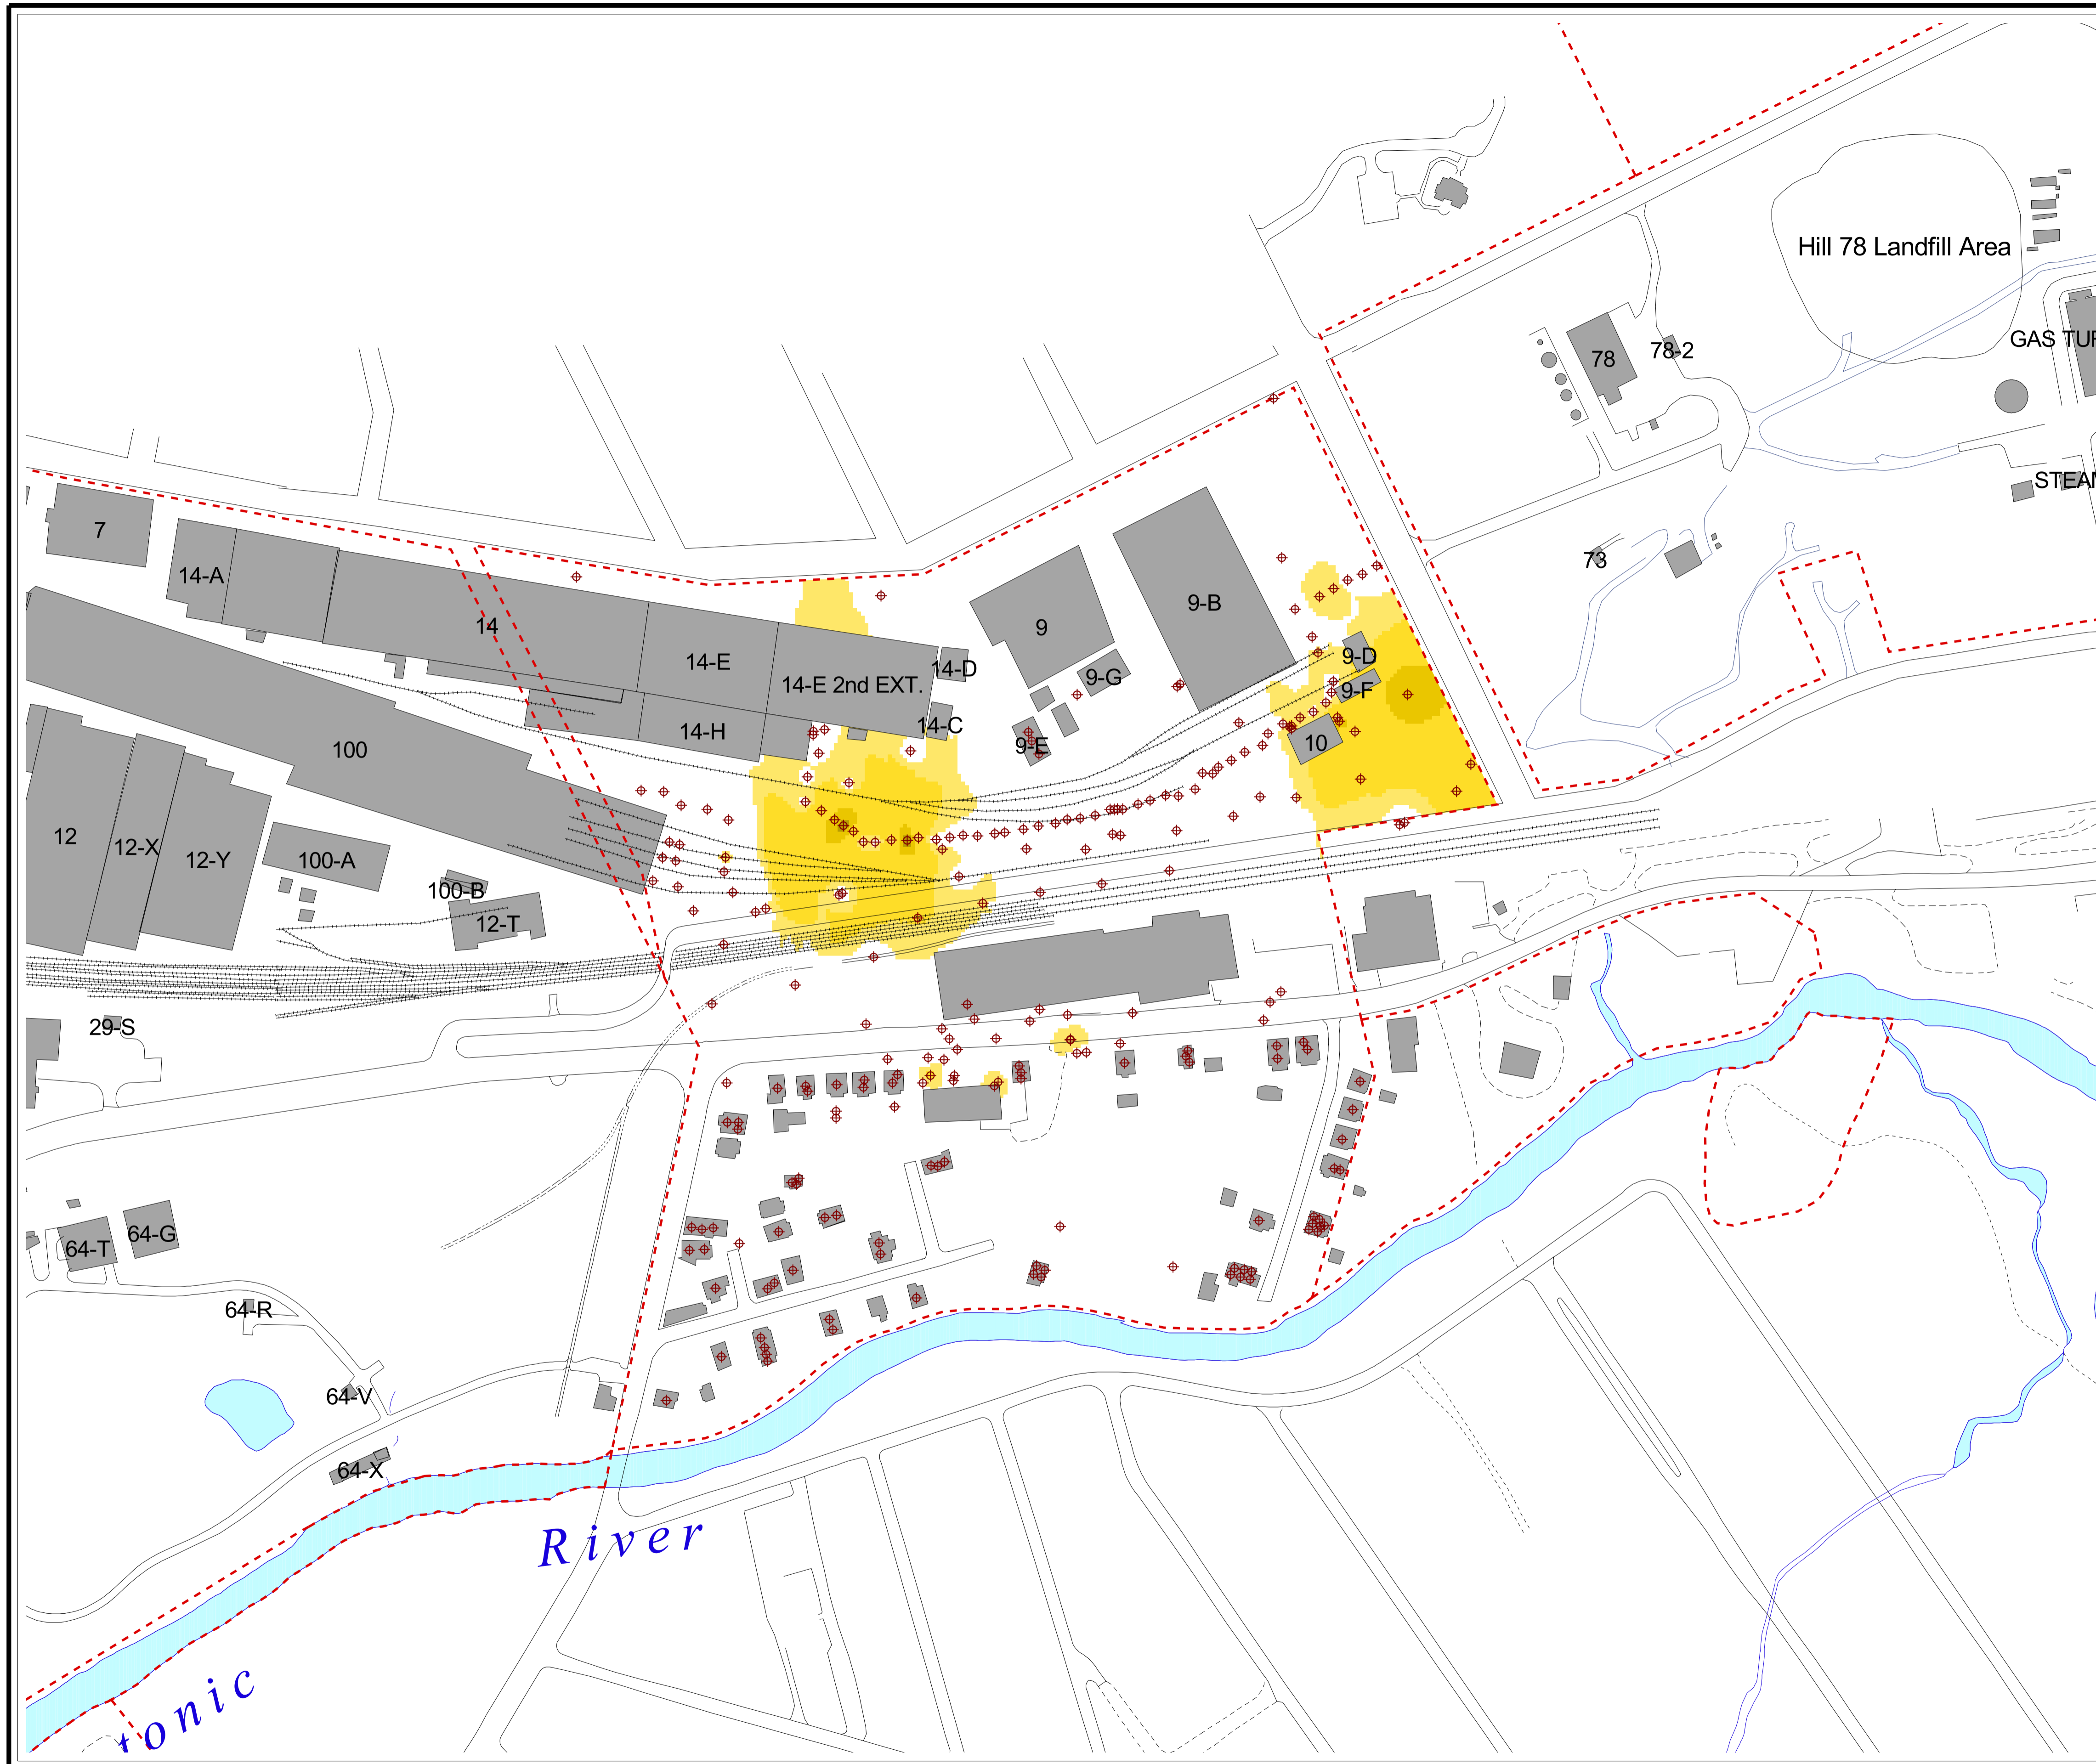 Hill 78 Landfill Area
GAS TUR
78
78-2
STEAM
7
73
14-A
14
9
9-B
14-E
14-D
9-D
9-G
14-E 2nd EXT.
9-F
14-C
14-H
9-E
10
100
12
12-X
12-Y
100-A
100-B
12-T
29-S
64-T
64-G
64-R
64-V
64-X
River
tonic